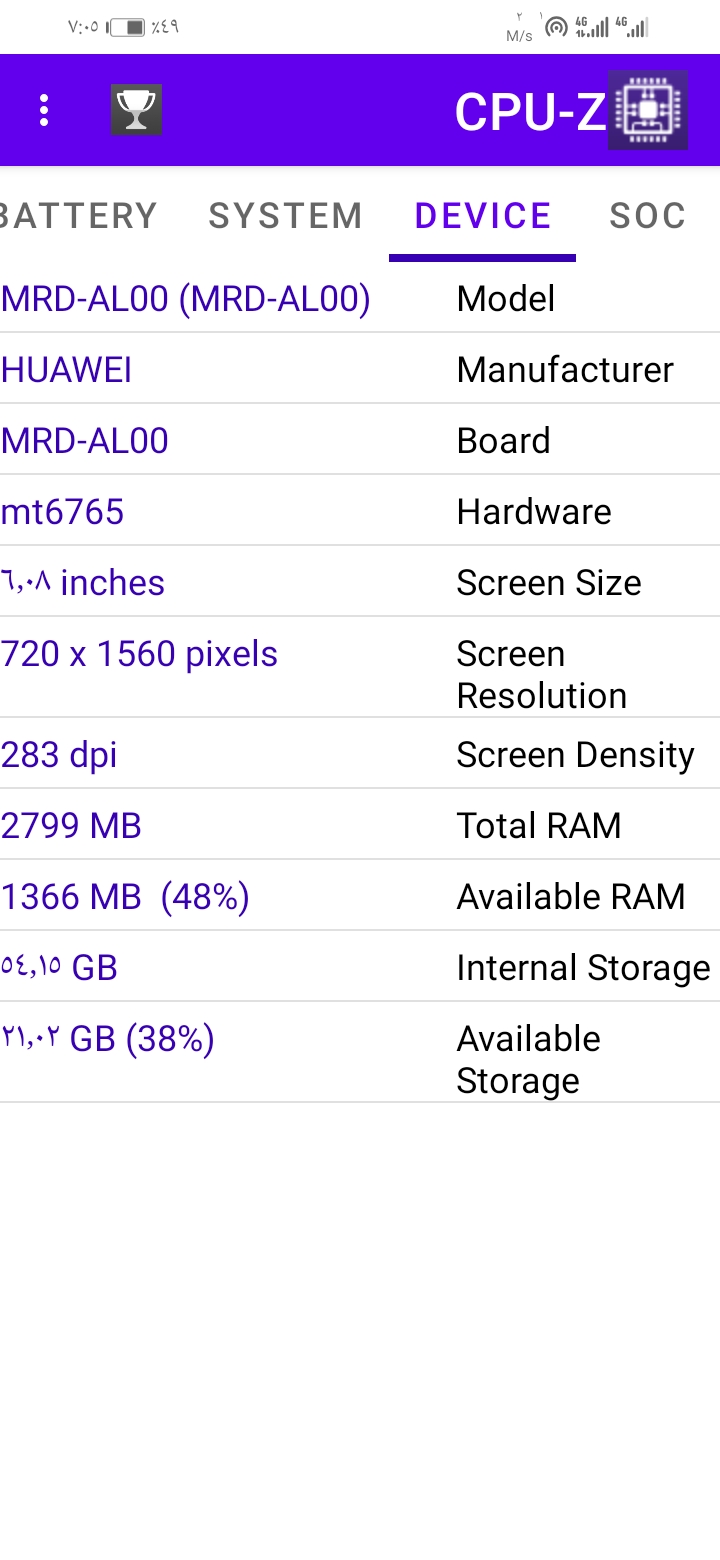 ٧:٠٥ ٪٤٩ ٢ ١ M/s 4G 4G
CPU-Z
BATTERY SYSTEM DEVICE SOC
MRD-AL00 (MRD-AL00) Model
HUAWEI Manufacturer
MRD-AL00 Board
mt6765 Hardware
٦,٠٨ inches Screen Size
720 x 1560 pixels Screen
Resolution
283 dpi Screen Density
2799 MB Total RAM
1366 MB (48%) Available RAM
٥٤,١٥ GB Internal Storage
٢١,٠٢ GB (38%) Available
Storage